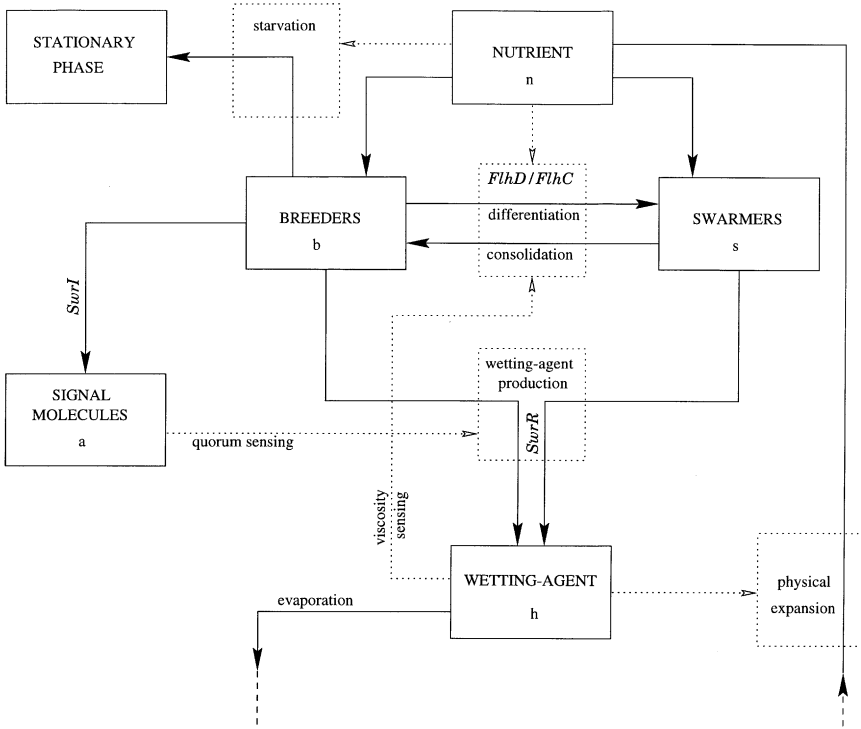 STATIONARY
PHASE
starvation
NUTRIENT
n
FlhD/FlhC
BREEDERS
b
differentiation
consolidation
SWARMERS
s
SwrI
SIGNAL
MOLECULES
a
quorum sensing
wetting-agent
production
SwrR
viscosity
sensing
WETTING-AGENT
h
physical
expansion
evaporation